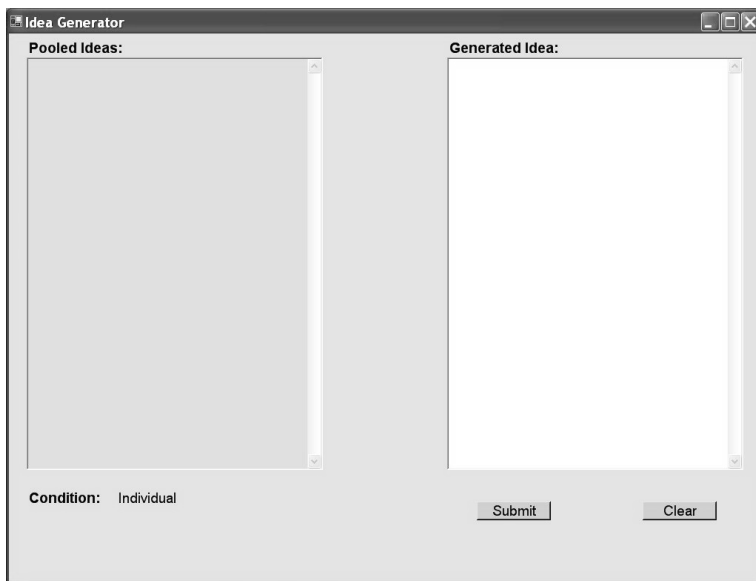 Idea Generator
Pooled Ideas:
Generated Idea:
Condition: Individual
Submit
Clear